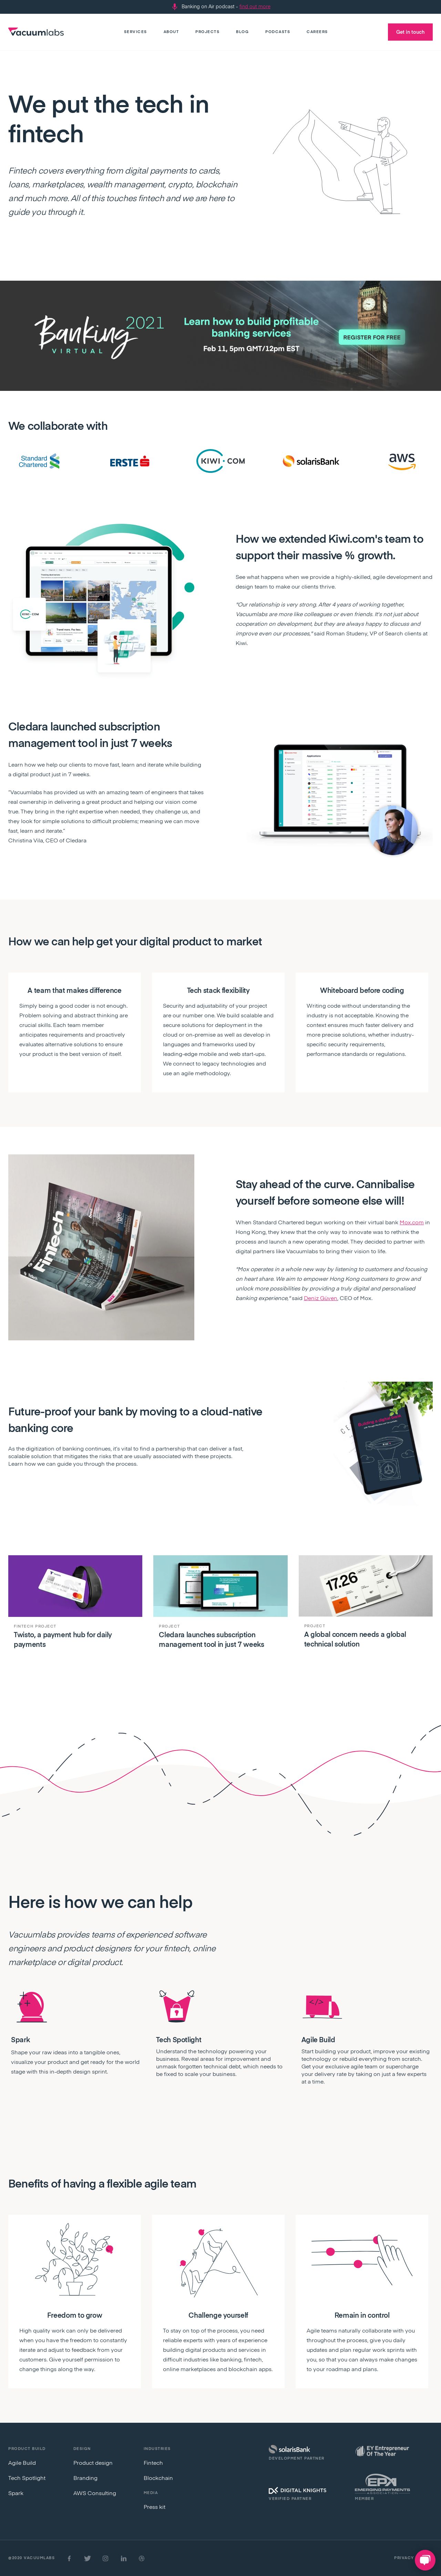 Banking on Air podcast - Find out more
vacuumlabs
SERVICES
ABOUT
PROJECTS
BLOG
PODCASTS
CAREERS
Get in touch
We put the tech in
fintech
Fintech covers everything from digital payments to cards,
loans, marketplaces, wealth management, crypto, blockchain
and much more. All of this touches fintech and we are here to
guide you through it.
Banking 2021
VIRTUAL
Learn how to build profitable
banking services
Feb 11, 5pm GMT/12pm EST
REGISTER FOR FREE
We collaborate with
Standard
Chartered
ERSTE
KIWI.COM
solarisBank
aws
How we extended Kiwi.com's team to
support their massive % growth.
See what happens when we provide a highly-skilled, agile development and
design team to make our clients thrive.
"Our relationship is very strong. After 4 years of working together,
Vacuumlabs are more like colleagues or even friends. It's not just about
cooperation on development, but they are always happy to discuss and
improve even our processes," said Roman Studeny, VP of Search clients at
Kiwi.
KIWI.COM
Cledara launched subscription
management tool in just 7 weeks
Learn how we help our clients to move fast, learn and iterate while building
a digital product just in 7 weeks.
"Vacuumlabs has provided us with an amazing team of engineers that takes
real ownership in delivering a great product and helping our vision come
true. They bring in the right expertise when needed, they challenge us, and
they look for simple solutions to difficult problems; meaning we can move
fast, learn and iterate."
Christina Vila, CEO of Cledara
How we can help get your digital product to market
A team that makes difference
Simply being a good coder is not enough.
Problem solving and abstract thinking are
crucial skills. Each team member
anticipates requirements and proactively
evaluates alternative solutions to ensure
your product is the best version of itself.
Tech stack flexibility
Security and adjustability of your project
are our number one. We build scalable and
secure solutions for deployment in the
cloud or on-premise as well as develop in
languages and frameworks used by
leading-edge mobile and web start-ups.
We connect to legacy technologies and
use an agile methodology.
Whiteboard before coding
Writing code without understanding the
industry is not acceptable. Knowing the
context ensures much faster delivery and
more precise solutions, whether industry-
specific security requirements,
performance standards or regulations.
Fintech
Stay ahead of the curve. Cannibalise
yourself before someone else will!
When Standard Chartered begun working on their virtual bank Mox.com in
Hong Kong, they knew that the only way to innovate was to rethink the
process and launch a new operating model. They decided to partner with
digital partners like Vacuumlabs to bring their vision to life.
"Mox operates in a whole new way by listening to customers and focusing
on heart share. We aim to empower Hong Kong customers to grow and
unlock more possibilities by providing a truly digital and personalised
banking experience," said Deniz Güven, CEO of Mox.
Future-proof your bank by moving to a cloud-native
banking core
As the digitization of banking continues, it's vital to find a partnership that can deliver a fast,
scalable solution that mitigates the risks that are usually associated with these projects.
Learn how we can guide you through the process.
FINTECH PROJECT
Twisto, a payment hub for daily
payments
PROJECT
Cledara launches subscription
management tool in just 7 weeks
17.26
PROJECT
A global concern needs a global
technical solution
Here is how we can help
Vacuumlabs provides teams of experienced software
engineers and product designers for your fintech, online
marketplace or digital product.
Spark
Shape your raw ideas into a tangible ones,
visualize your product and get ready for the world
stage with this in-depth design sprint.
Tech Spotlight
Understand the technology powering your
business. Reveal areas for improvement and
unmask forgotten technical debt, which needs to
be fixed to scale your business.
</>
Agile Build
Start building your product, improve your existing
technology or rebuild everything from scratch.
Get your exclusive agile team or supercharge
your delivery rate by taking on just a few experts
at a time.
Benefits of having a flexible agile team
Freedom to grow
High quality work can only be delivered
when you have the freedom to constantly
iterate and adjust to feedback from your
customers. Give yourself permission to
change things along the way.
Challenge yourself
To stay on top of the process, you need
reliable experts with years of experience
building digital products and services in
difficult industries like banking, fintech,
online marketplaces and blockchain apps.
Remain in control
Agile teams naturally collaborate with you
throughout the process, give you daily
updates and plan regular work sprints with
you, so that you can always make changes
to your roadmap and plans.
PRODUCT BUILD
Agile Build
Tech Spotlight
Spark
DESIGN
Product design
Branding
AWS Consulting
INDUSTRIES
Fintech
Blockchain
MEDIA
Press kit
solarisBank
DEVELOPMENT PARTNER
EY Entrepreneur
Of The Year
DIGITAL KNIGHTS
VERIFIED PARTNER
EPA
EMERGING PAYMENTS
MEMBER
@2020 VACUUMLABS
PRIVACY